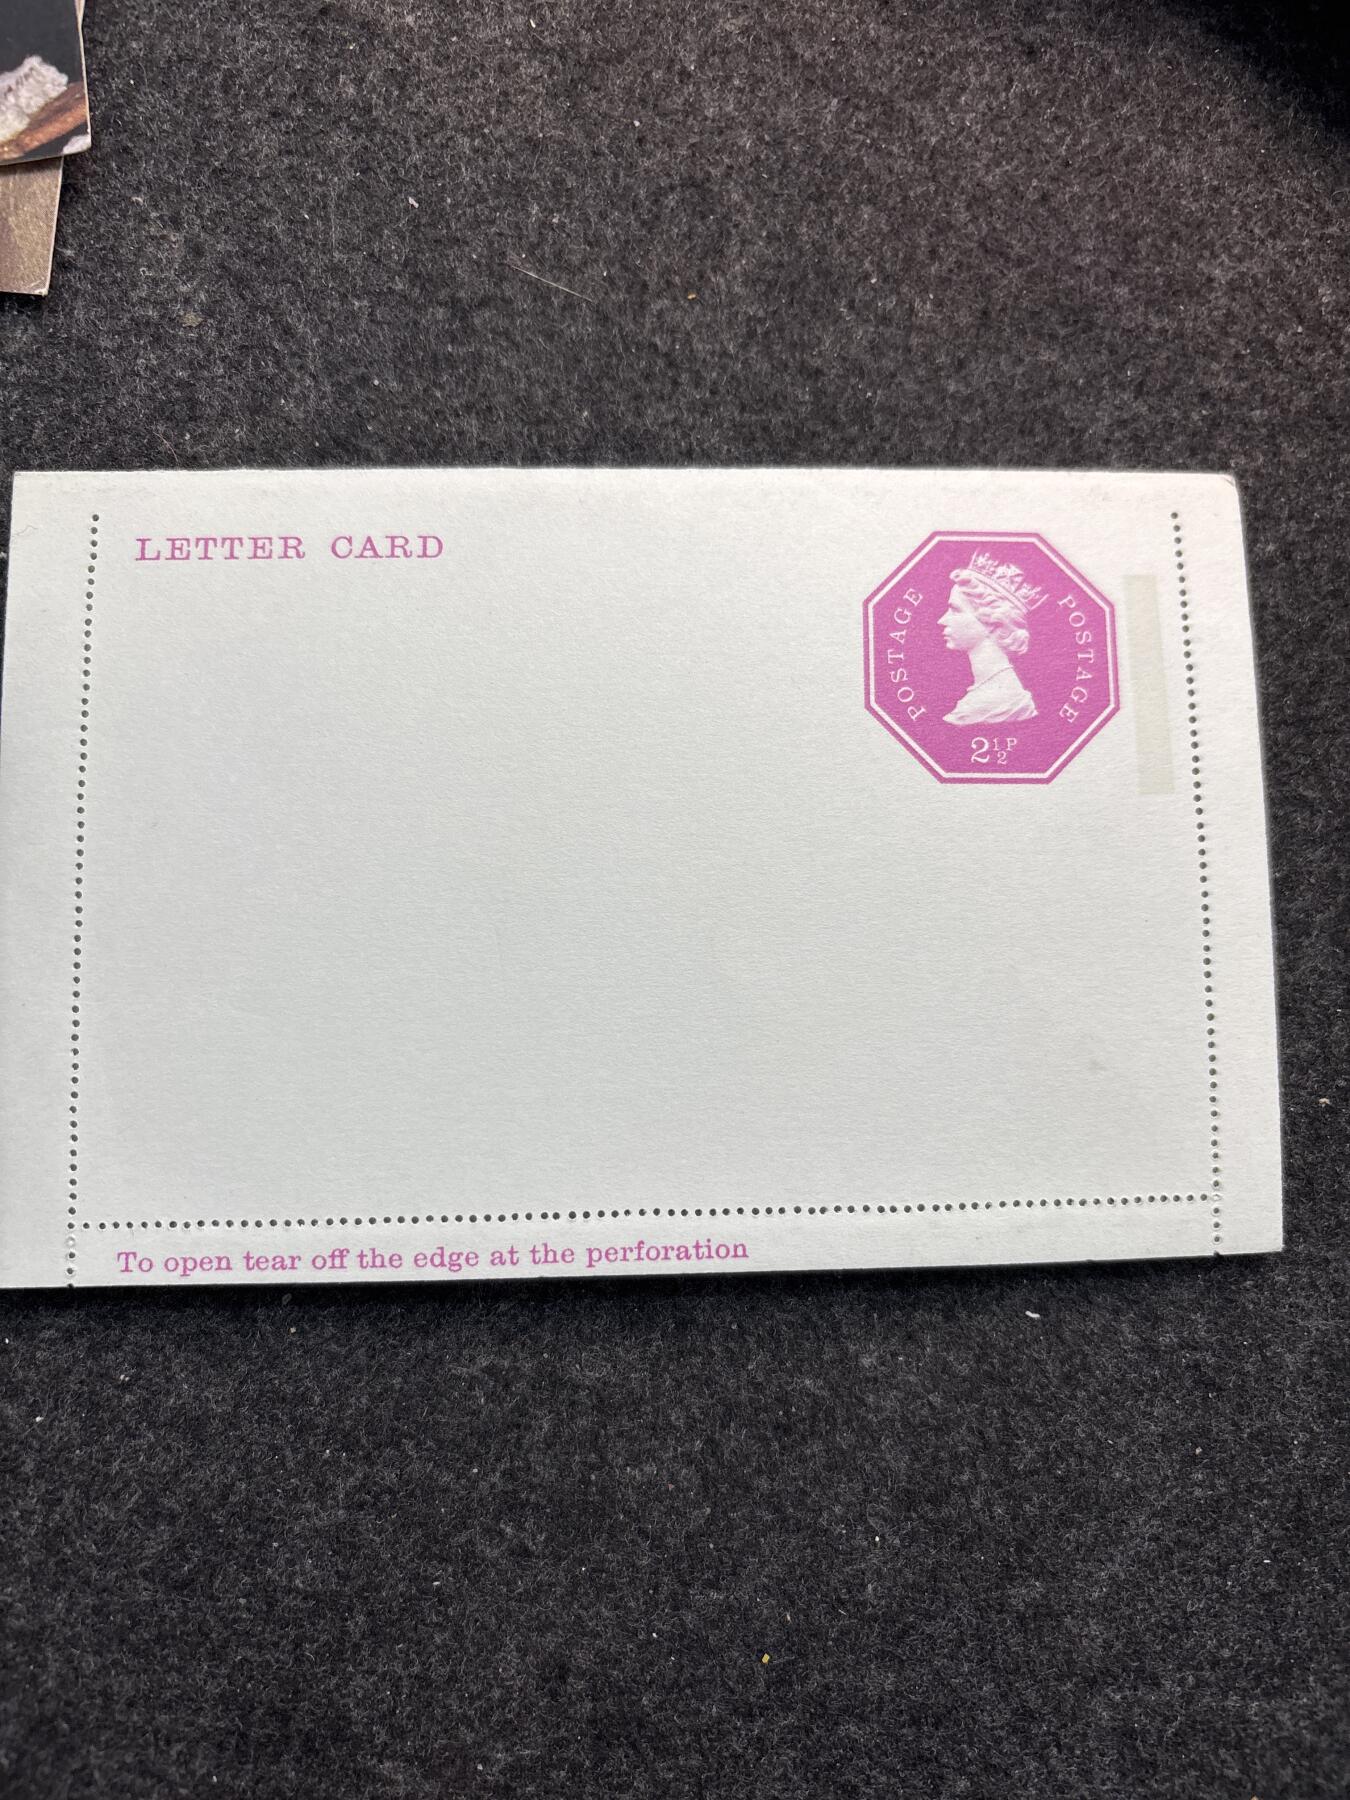 LETTER CARD
POSTAGE POSTAGE
2½P
To open tear off the edge at the perforation